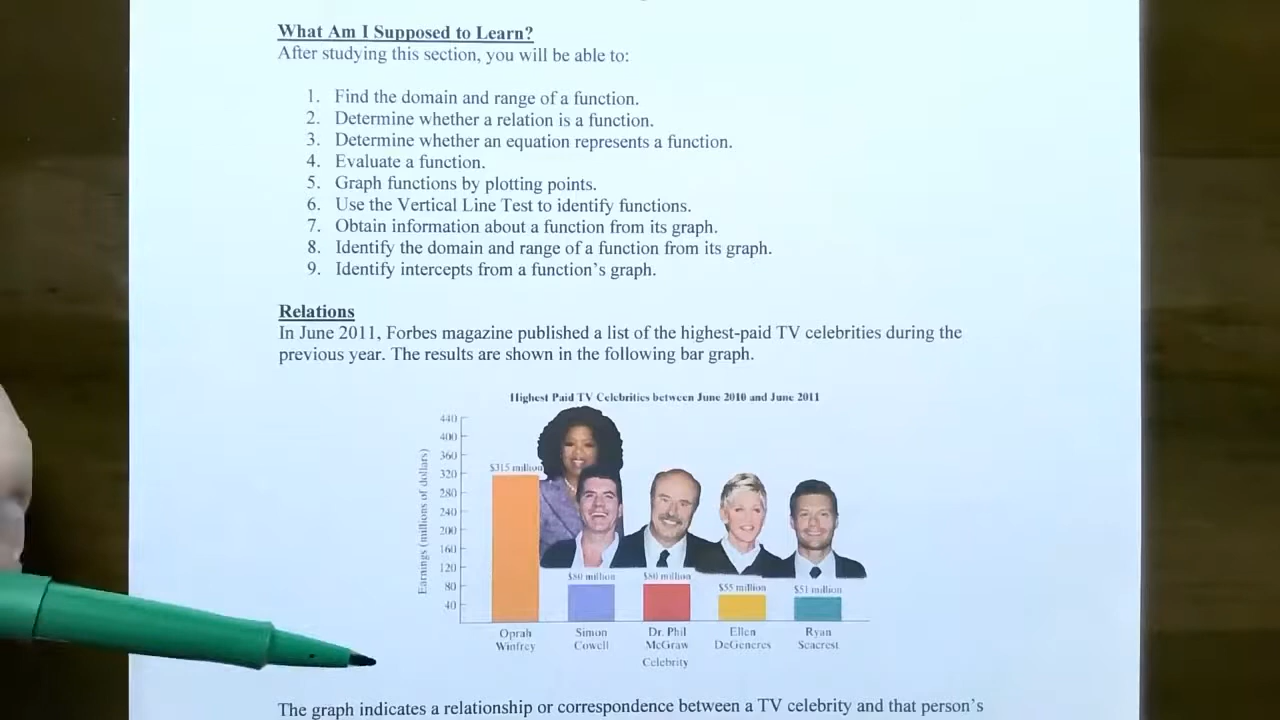 What Am I Supposed to Learn?
After studying this section, you will be able to:
1. Find the domain and range of a function.
2. Determine whether a relation is a function.
3. Determine whether an equation represents a function.
4. Evaluate a function.
5. Graph functions by plotting points.
6. Use the Vertical Line Test to identify functions.
7. Obtain information about a function from its graph.
8. Identify the domain and range of a function from its graph.
9. Identify intercepts from a function's graph.
Relations
In June 2011, Forbes magazine published a list of the highest-paid TV celebrities during the
previous year. The results are shown in the following bar graph.
Highest Paid TV Celebrities between June 2010 and June 2011
Earnings (millions of dollars)
440
400
360
320
280
240
200
160
120
80
40
$315 million
$80 million
$80 million
$55 million
$51 million
Oprah
Winfrey
Simon
Cowell
Dr. Phil
McGraw
Ellen
DeGeneres
Ryan
Seacrest
Celebrity
The graph indicates a relationship or correspondence between a TV celebrity and that person's